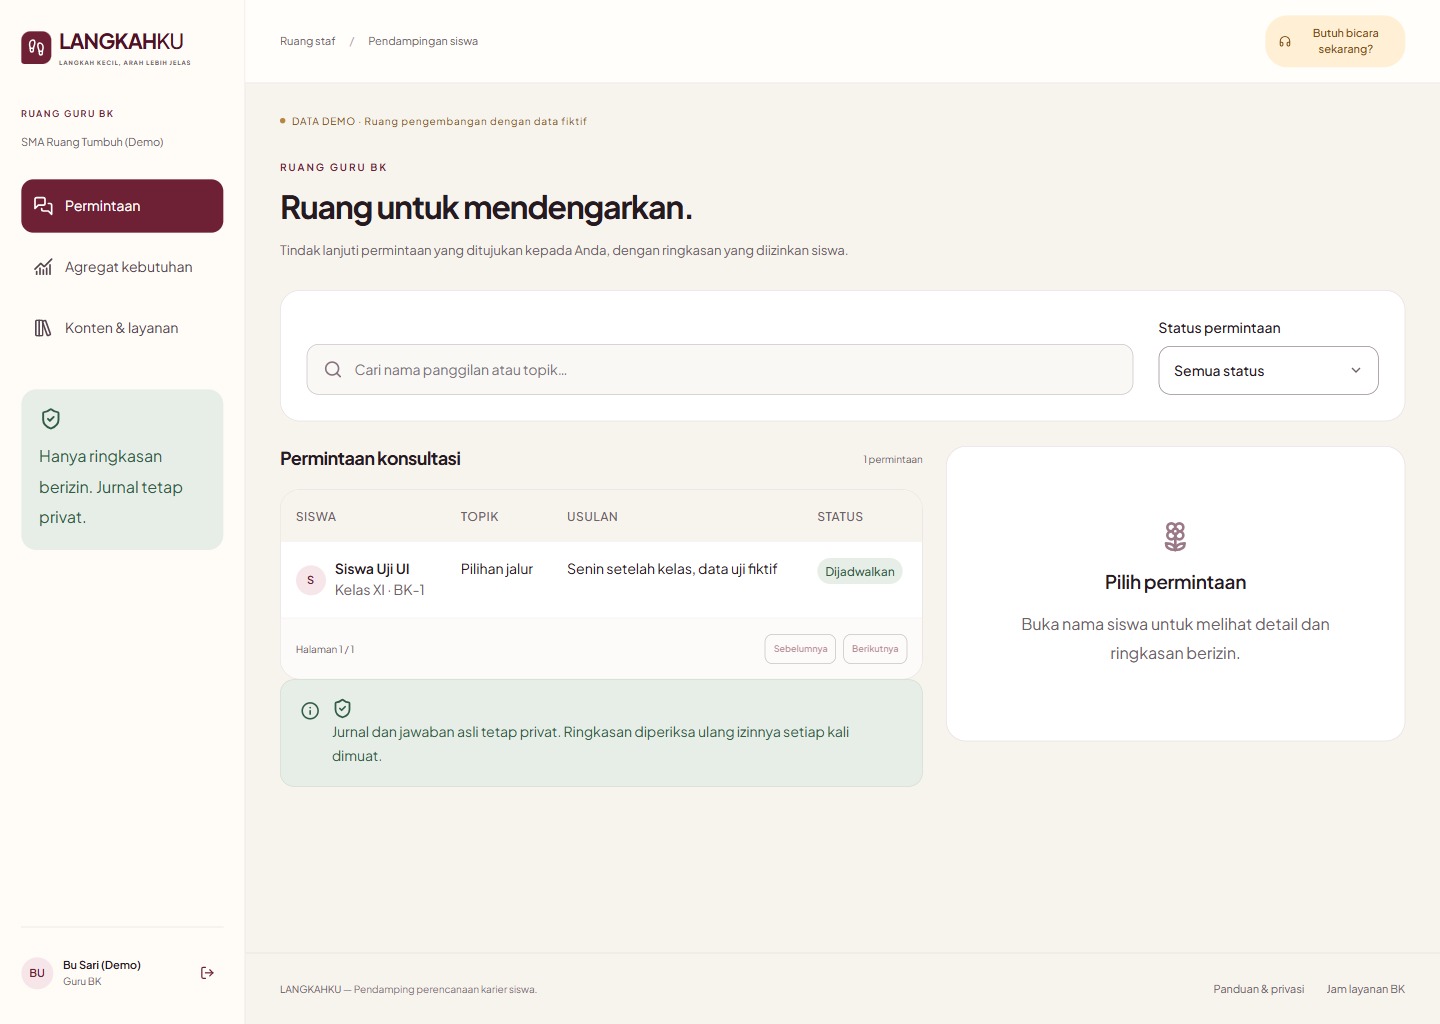 LANGKAHKU
LANGKAH KECIL, ARAH LEBIH JELAS
RUANG GURU BK
SMA Ruang Tumbuh (Demo)
Permintaan
Agregat kebutuhan
Konten & layanan
Hanya ringkasan
berizin. Jurnal tetap
privat.
BU
Bu Sari (Demo)
Guru BK
Ruang staf / Pendampingan siswa
Butuh bicara
sekarang?
DATA DEMO · Ruang pengembangan dengan data fiktif
RUANG GURU BK
Ruang untuk mendengarkan.
Tindak lanjuti permintaan yang ditujukan kepada Anda, dengan ringkasan yang diizinkan siswa.
Cari nama panggilan atau topik...
Status permintaan
Semua status
Permintaan konsultasi
1 permintaan
SISWA TOPIK USULAN STATUS
S
Siswa Uji UI
Kelas XI · BK-1
Pilihan jalur
Senin setelah kelas, data uji fiktif
Dijadwalkan
Halaman 1 / 1
Sebelumnya
Berikutnya
Jurnal dan jawaban asli tetap privat. Ringkasan diperiksa ulang izinnya setiap kali
dimuat.
Pilih permintaan
Buka nama siswa untuk melihat detail dan
ringkasan berizin.
LANGKAHKU — Pendamping perencanaan karier siswa.
Panduan & privasi
Jam layanan BK